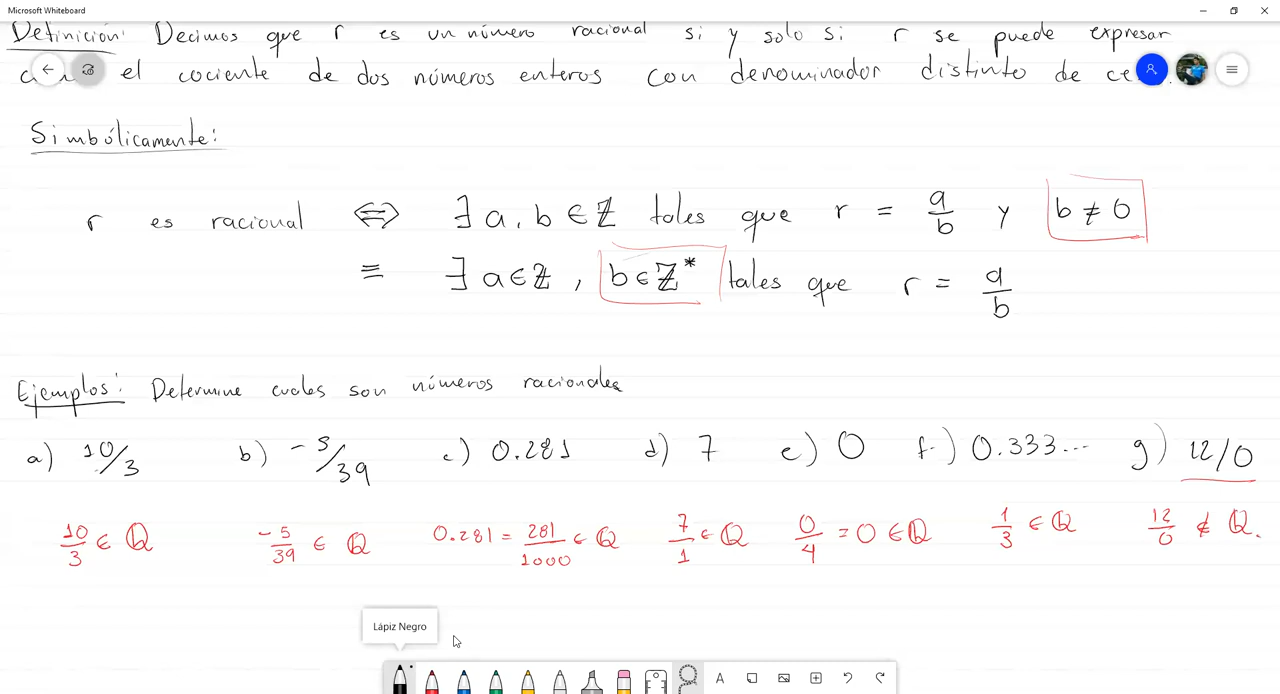 Microsoft Whiteboard
Definición: Decimos que r es un número racional si y solo si r se puede expresar
el cociente de dos números enteros con denominador distinto de
Simbólicamente:
r es racional ⇔ ∃ a, b ∈ ℤ tales que r = a/b y b ≠ 0
≡ ∃ a ∈ ℤ, b ∈ ℤ* tales que r = a/b
Ejemplos: Determine cuales son números racionales
a) 10/3 b) -5/39 c) 0.281 d) 7 e) 0 f.) 0.333... g) 12/0
10/3 ∈ ℚ -5/39 ∈ ℚ 0.281 = 281/1000 ∈ ℚ 7/1 ∈ ℚ 0/4 = 0 ∈ ℚ 1/3 ∈ ℚ 12/0 ∉ ℚ.
Lápiz Negro